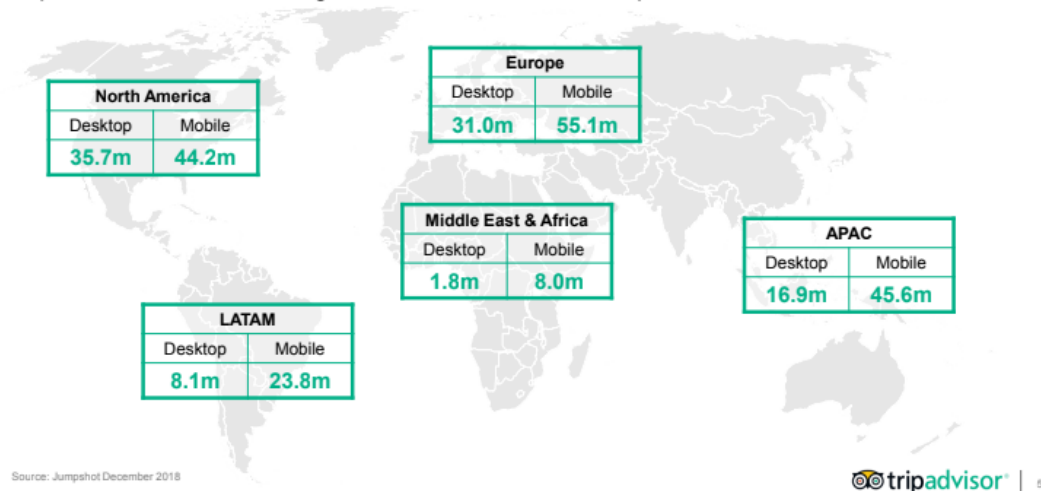 Europe
Desktop Mobile
31.0m 55.1m
North America
Desktop Mobile
35.7m 44.2m
Middle East & Africa
Desktop Mobile
1.8m 8.0m
APAC
Desktop Mobile
16.9m 45.6m
LATAM
Desktop Mobile
8.1m 23.8m
Source: Jumpshot December 2018
tripadvisor